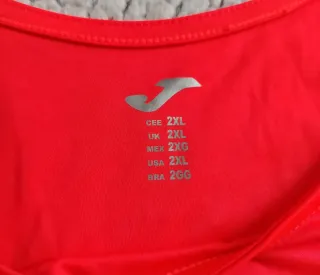 CEE 2XL
UK 2XL
MEX 2XG
USA 2XL
BRA 2GG